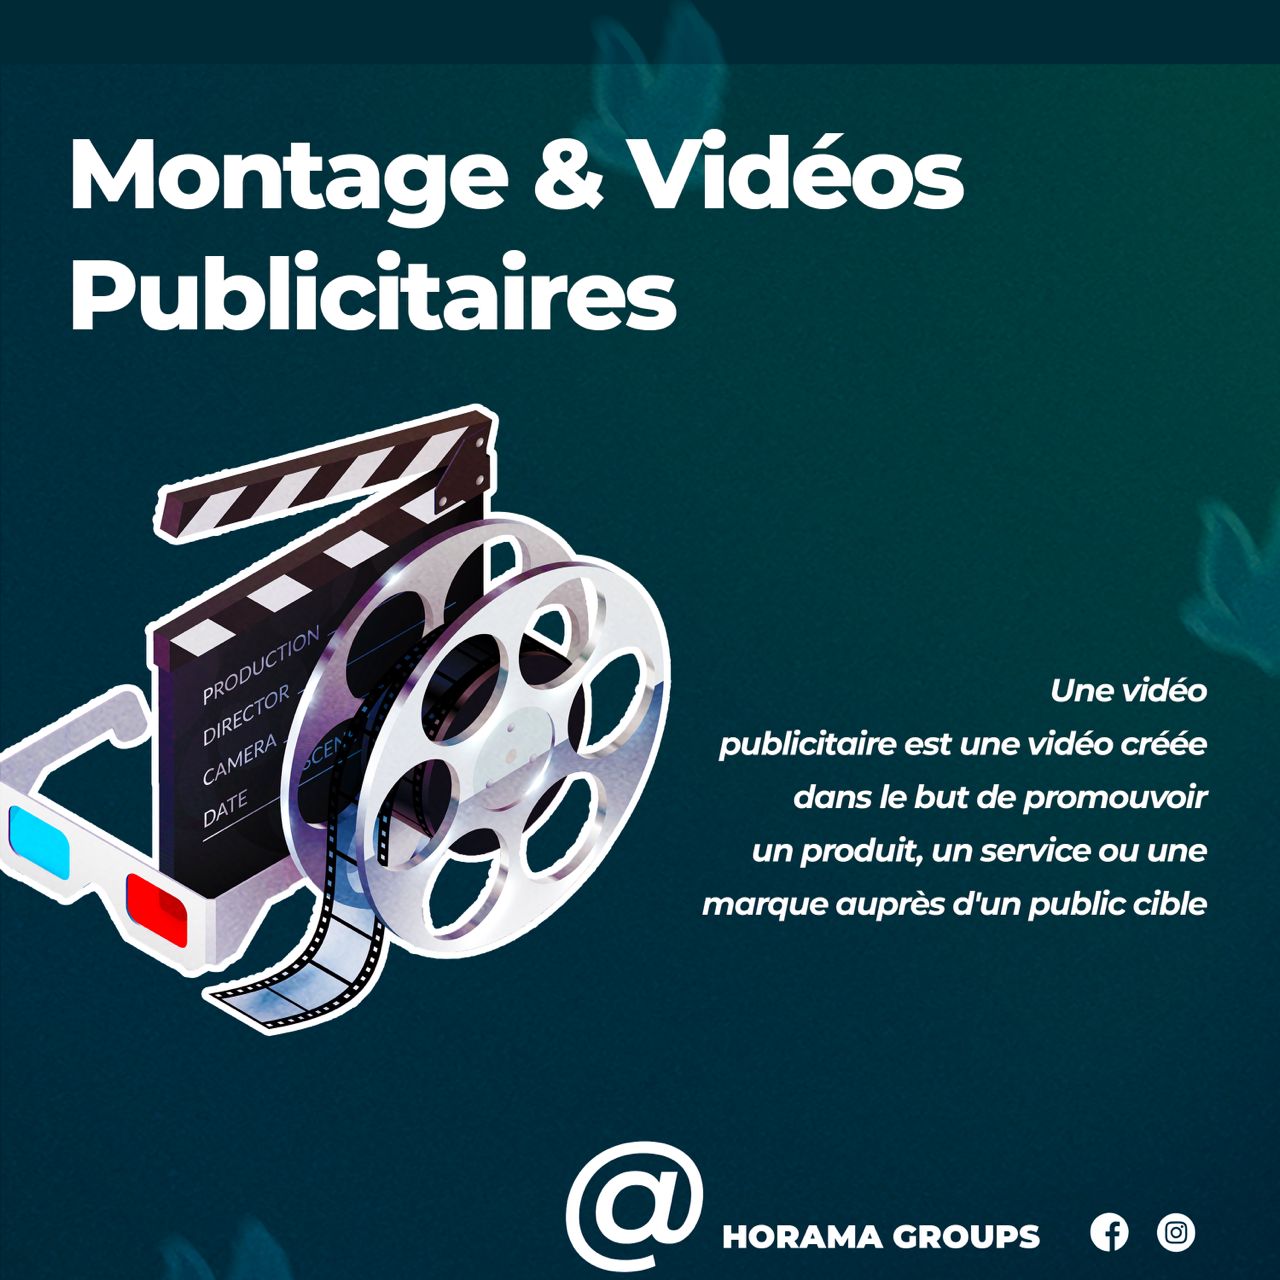 Montage & Vidéos
Publicitaires
PRODUCTION
DIRECTOR
CAMERA
DATE
Une vidéo
publicitaire est une vidéo créée
dans le but de promouvoir
un produit, un service ou une
marque auprès d'un public cible
@ HORAMA GROUPS